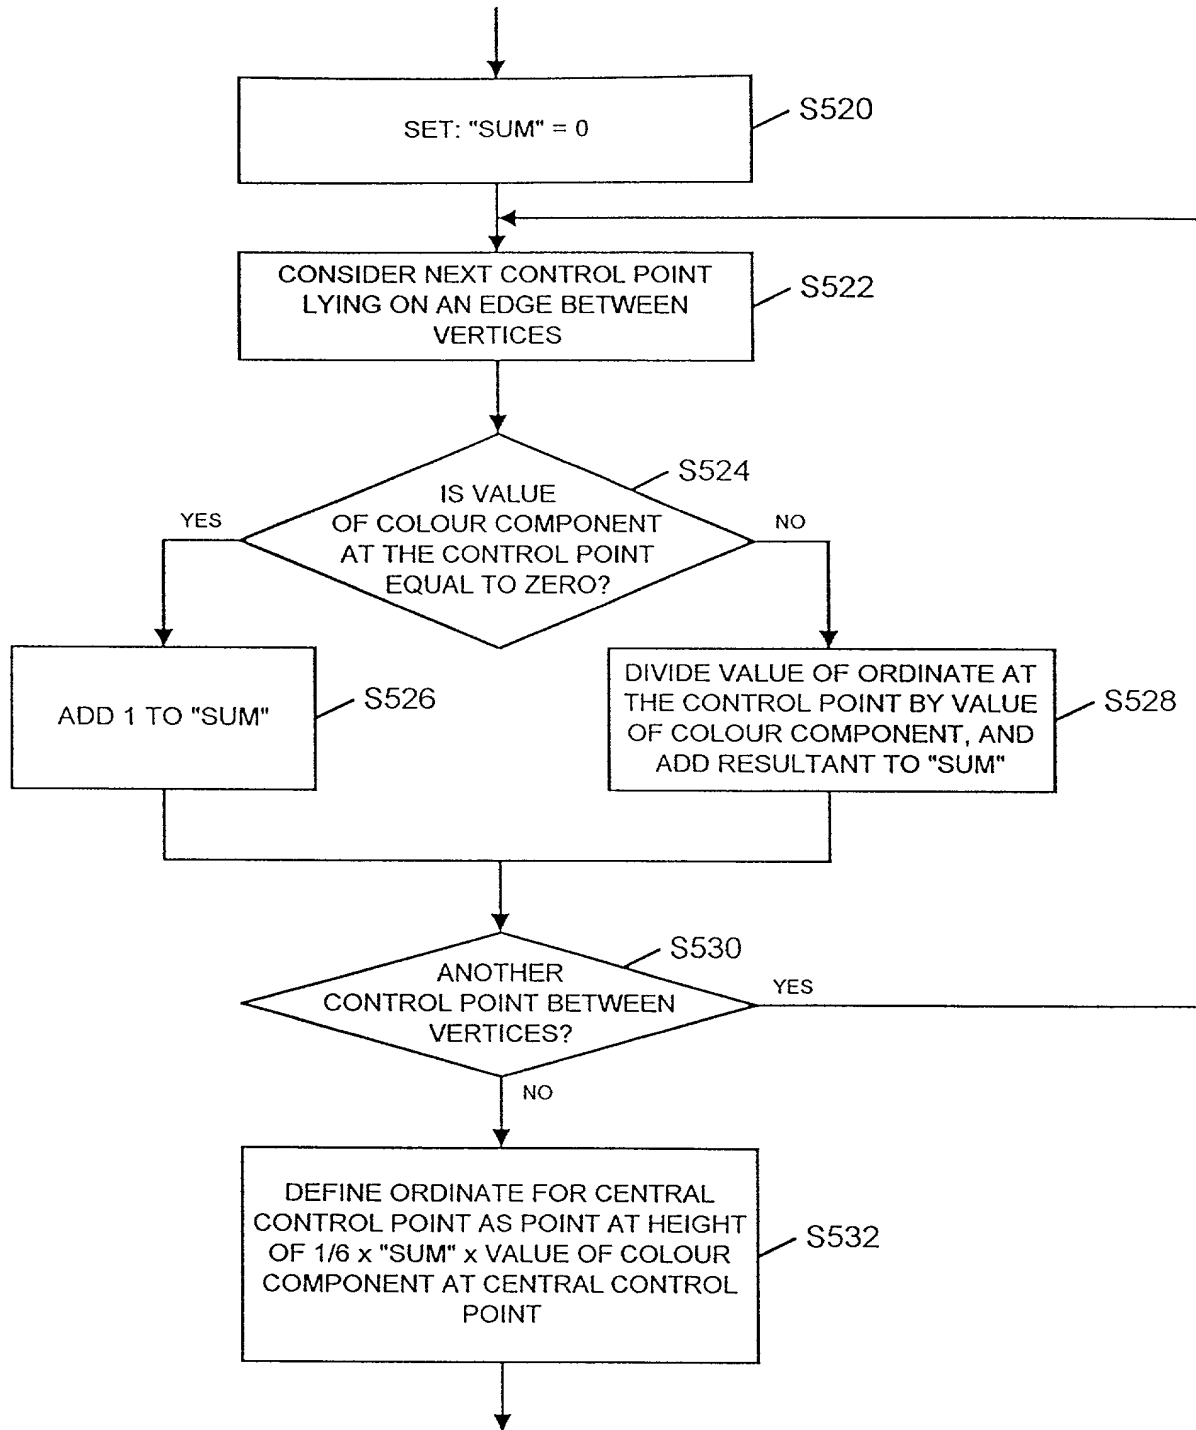 SET: "SUM" = 0
S520
CONSIDER NEXT CONTROL POINT
LYING ON AN EDGE BETWEEN
VERTICES
S522
S524
IS VALUE
OF COLOUR COMPONENT
AT THE CONTROL POINT
EQUAL TO ZERO?
YES
NO
ADD 1 TO "SUM"
S526
DIVIDE VALUE OF ORDINATE AT
THE CONTROL POINT BY VALUE
OF COLOUR COMPONENT, AND
ADD RESULTANT TO "SUM"
S528
S530
ANOTHER
CONTROL POINT BETWEEN
VERTICES?
YES
NO
DEFINE ORDINATE FOR CENTRAL
CONTROL POINT AS POINT AT HEIGHT
OF 1/6 x "SUM" x VALUE OF COLOUR
COMPONENT AT CENTRAL CONTROL
POINT
S532